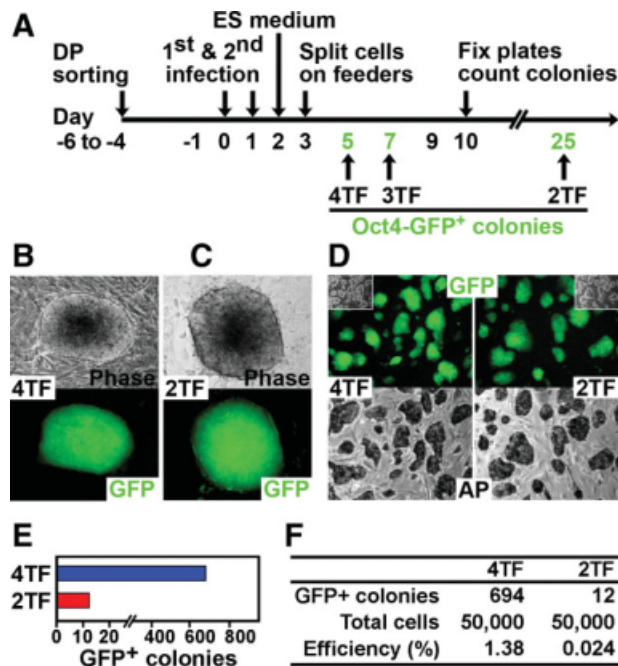 A
ES medium
DP
sorting
1st & 2nd
infection
Split cells
on feeders
Fix plates
count colonies
Day
-6 to -4 -1 0 1 2 3 5 7 9 10 25
4TF 3TF 2TF
Oct4-GFP+ colonies
B C D
GFP
4TF Phase 2TF Phase 4TF 2TF
GFP GFP AP
E
4TF
2TF
0 10 20 400 600 800
GFP+ colonies
F
4TF 2TF
GFP+ colonies 694 12
Total cells 50,000 50,000
Efficiency (%) 1.38 0.024